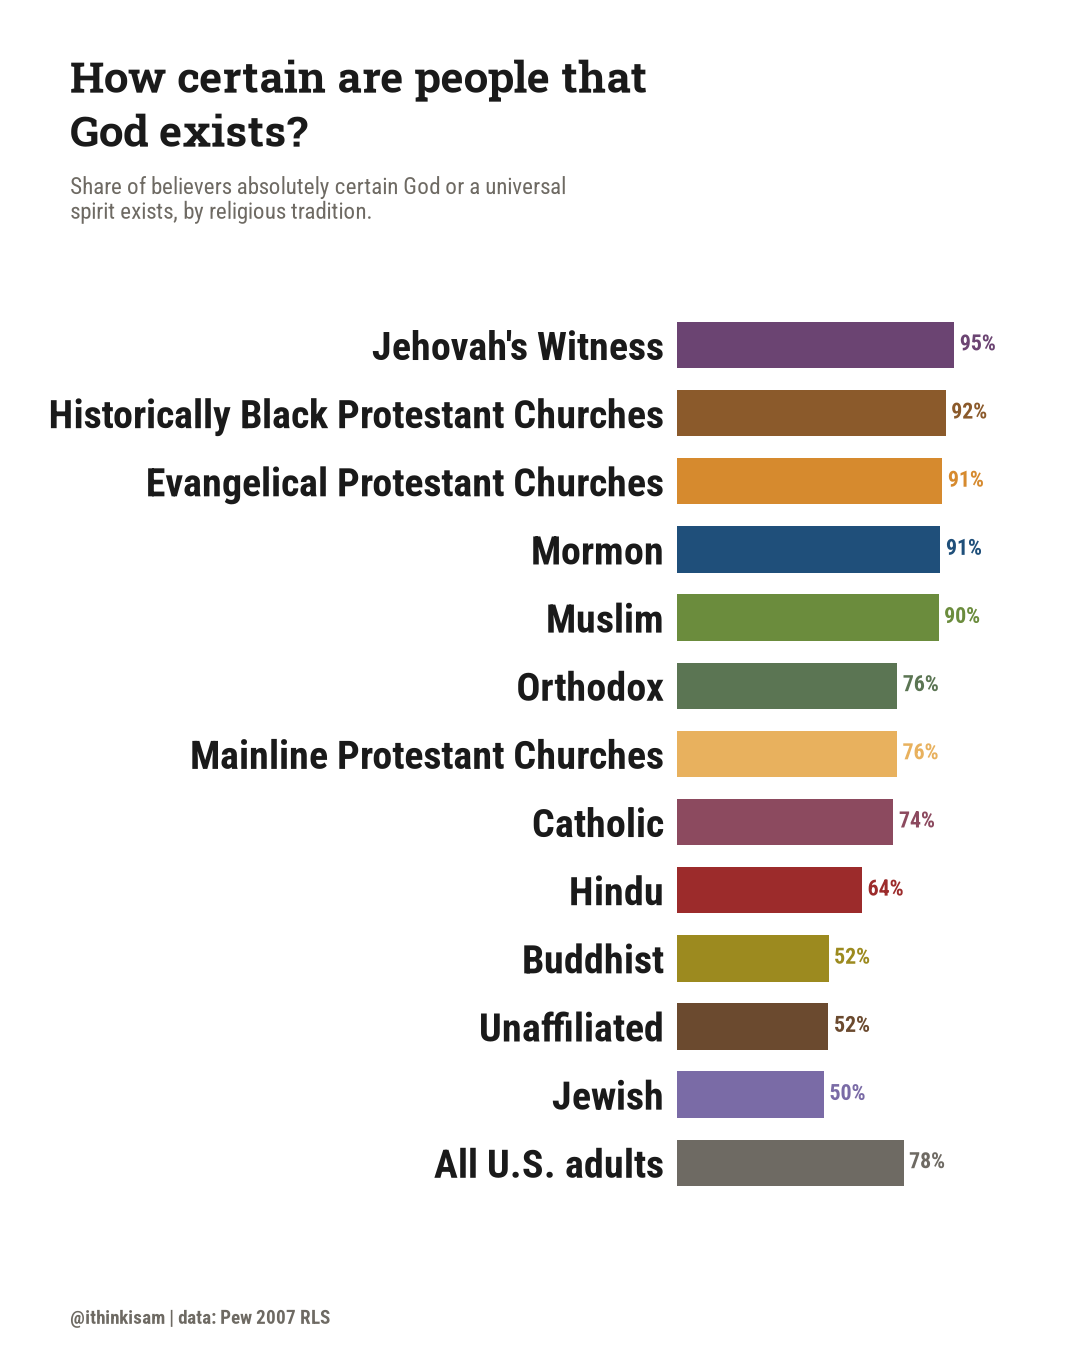 How certain are people that
God exists?
Share of believers absolutely certain God or a universal
spirit exists, by religious tradition.
Jehovah's Witness 95%
Historically Black Protestant Churches 92%
Evangelical Protestant Churches 91%
Mormon 91%
Muslim 90%
Orthodox 76%
Mainline Protestant Churches 76%
Catholic 74%
Hindu 64%
Buddhist 52%
Unaffiliated 52%
Jewish 50%
All U.S. adults 78%
@ithinkisam | data: Pew 2007 RLS